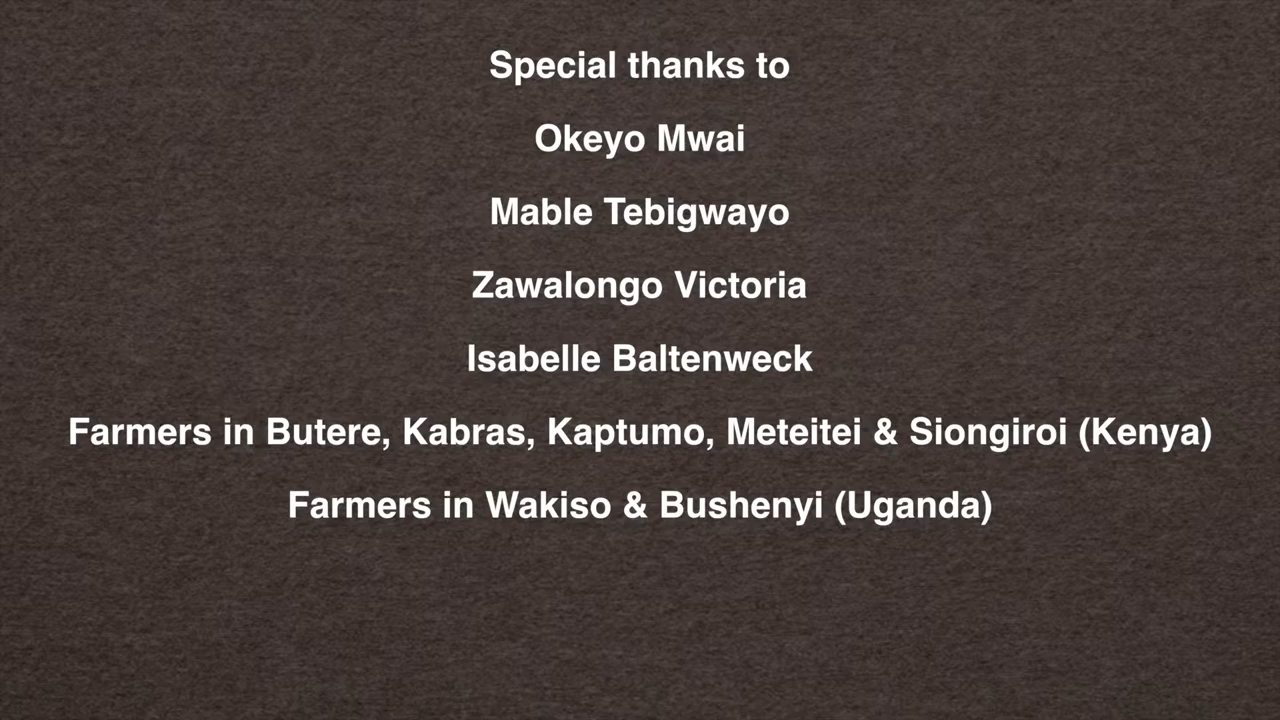 Special thanks to
Okeyo Mwai
Mable Tebigwayo
Zawalongo Victoria
Isabelle Baltenweck
Farmers in Butere, Kabras, Kaptumo, Meteitei & Siongiroi (Kenya)
Farmers in Wakiso & Bushenyi (Uganda)